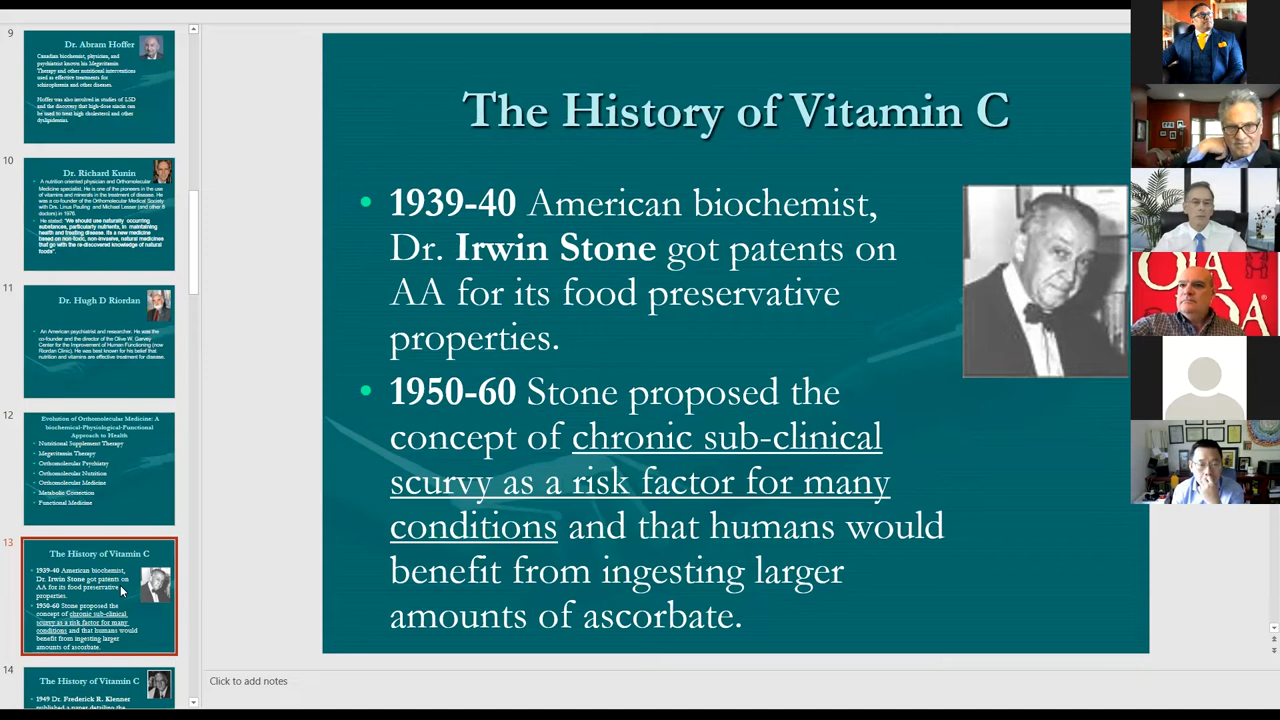 9
Dr. Abram Hoffer
Canadian biochemist, physician, and
psychiatrist known his Megavitamin
Therapy and other nutritional interventions
used as effective treatments for
schizophrenia and other diseases.
Hoffer was also involved in studies of LSD
and the discovery that high-dose niacin can
be used to treat high cholesterol and other
dyslipidemias.
10
Dr. Richard Kunin
• A nutrition oriented physician and Orthomolecular
Medicine specialist. He is one of the pioneers in the use
of vitamins and minerals in the treatment of disease. He
was a co-founder of the Orthomolecular Medical Society
with Drs. Linus Pauling and Michael Lesser (and other 6
doctors) in 1976.
• He stated: "We should use naturally occurring
substances, particularly nutrients, in maintaining
health and treating disease. It's a new medicine
based on non-toxic, non-invasive, natural medicines
that go with the re-discovered knowledge of natural
foods".
11
Dr. Hugh D Riordan
• An American psychiatrist and researcher. He was the
co-founder and the director of the Olive W. Garvey
Center for the Improvement of Human Functioning (now
Riordan Clinic). He was best known for his belief that
nutrition and vitamins are effective treatment for disease.
12
Evolution of Orthomolecular Medicine: A
biochemical-Physiological-Functional
Approach to Health
• Nutritional Supplement Therapy
• Megavitamin Therapy
• Orthomolecular Psychiatry
• Orthomolecular Nutrition
• Orthomolecular Medicine
• Metabolic Correction
• Functional Medicine
13
The History of Vitamin C
• 1939-40 American biochemist,
Dr. Irwin Stone got patents on
AA for its food preservative
properties.
• 1950-60 Stone proposed the
concept of chronic sub-clinical
scurvy as a risk factor for many
conditions and that humans would
benefit from ingesting larger
amounts of ascorbate.
14
The History of Vitamin C
• 1949 Dr. Frederick R. Klenner
published a paper detailing the
The History of Vitamin C
• 1939-40 American biochemist,
Dr. Irwin Stone got patents on
AA for its food preservative
properties.
• 1950-60 Stone proposed the
concept of chronic sub-clinical
scurvy as a risk factor for many
conditions and that humans would
benefit from ingesting larger
amounts of ascorbate.
Click to add notes